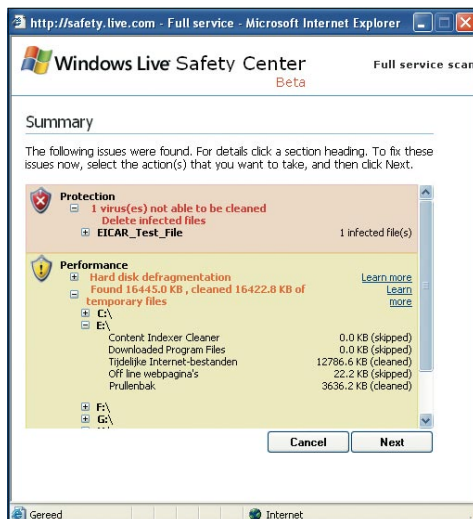 http://safety.live.com - Full service - Microsoft Internet Explorer
Windows Live Safety Center
Beta
Full service scan
Summary
The following issues were found. For details click a section heading. To fix these
issues now, select the action(s) that you want to take, and then click Next.
Protection
1 virus(es) not able to be cleaned
Delete infected files
EICAR_Test_File 1 infected file(s)
Performance
Hard disk defragmentation Learn more
Found 16445.0 KB , cleaned 16422.8 KB of Learn
temporary files more
C:\
E:\
Content Indexer Cleaner 0.0 KB (skipped)
Downloaded Program Files 0.0 KB (skipped)
Tijdelijke Internet-bestanden 12786.6 KB (cleaned)
Off line webpagina's 22.2 KB (skipped)
Prullenbak 3636.2 KB (cleaned)
F:\
G:\
Cancel Next
Gereed Internet